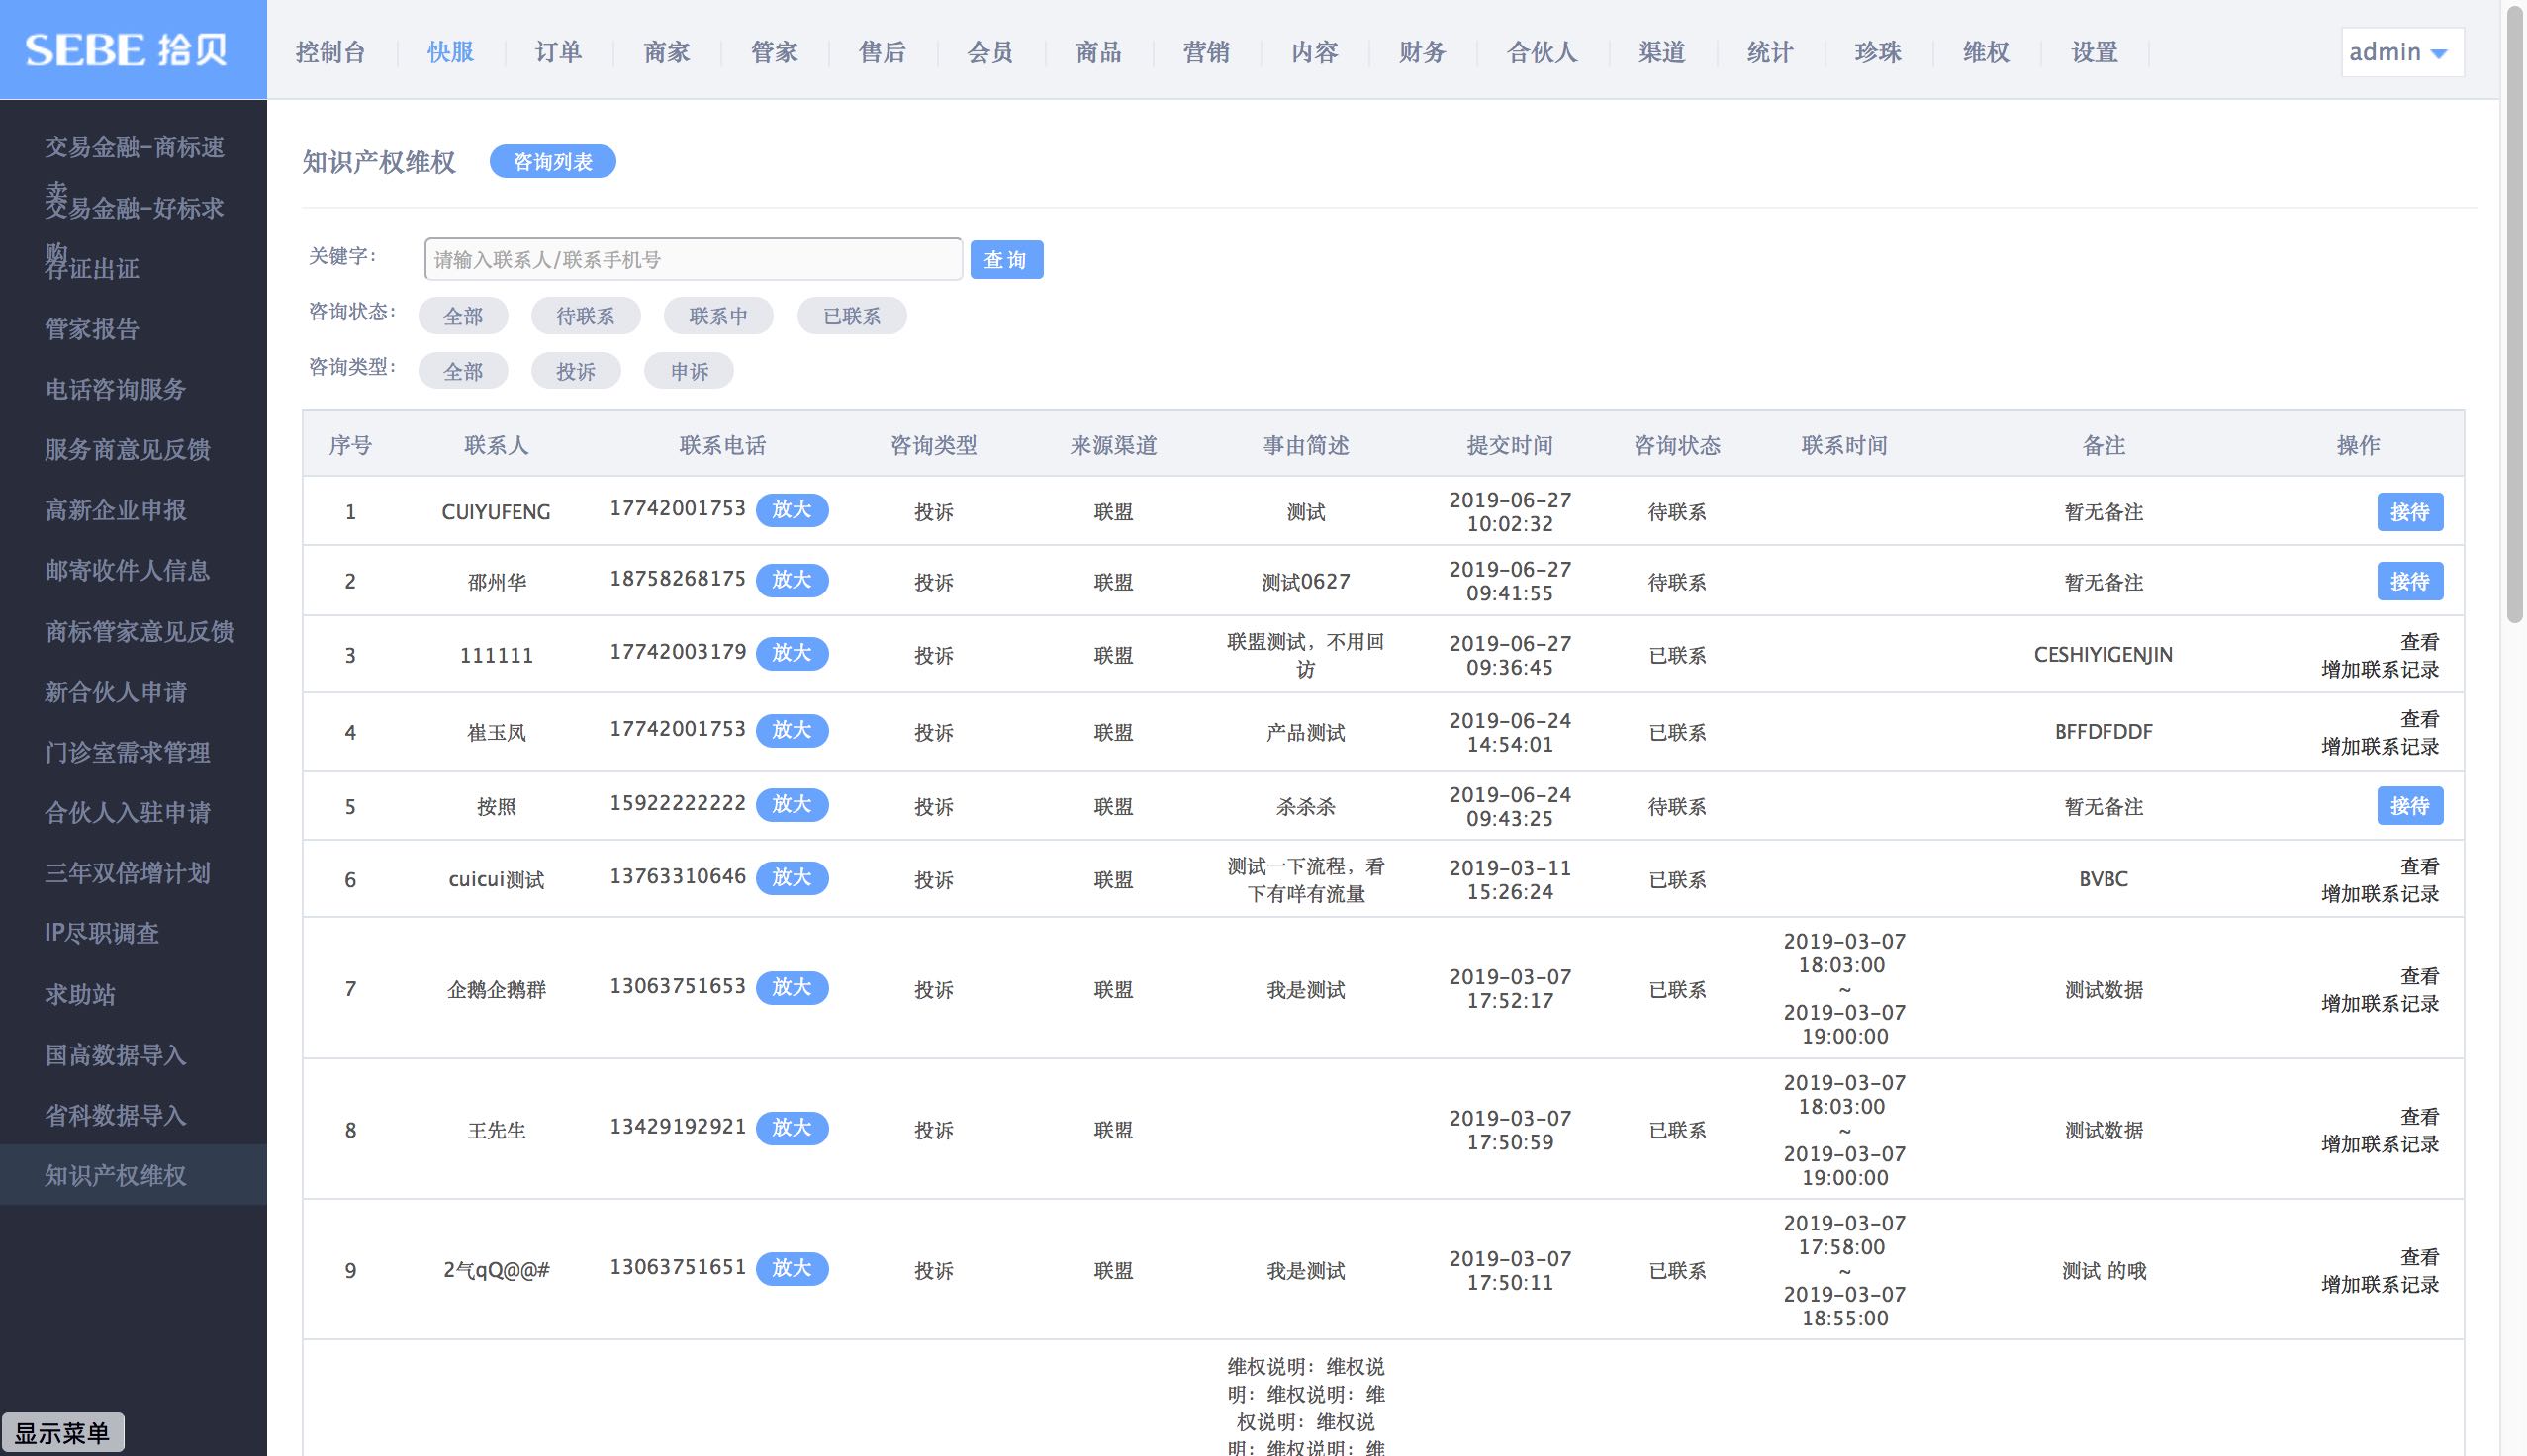 SEBE 拾贝
控制台 快服 订单 商家 管家 售后 会员 商品 营销 内容 财务 合伙人 渠道 统计 珍珠 维权 设置
admin
交易金融-商标速
卖
交易金融-好标求
购
存证出证
管家报告
电话咨询服务
服务商意见反馈
高新企业申报
邮寄收件人信息
商标管家意见反馈
新合伙人申请
门诊室需求管理
合伙人入驻申请
三年双倍增计划
IP尽职调查
求助站
国高数据导入
省科数据导入
知识产权维权
显示菜单
知识产权维权 咨询列表
关键字： 请输入联系人/联系手机号 查询
咨询状态： 全部 待联系 联系中 已联系
咨询类型： 全部 投诉 申诉
序号 联系人 联系电话 咨询类型 来源渠道 事由简述 提交时间 咨询状态 联系时间 备注 操作
1 CUIYUFENG 17742001753 放大 投诉 联盟 测试 2019-06-27 待联系 暂无备注 接待
10:02:32
2 邵州华 18758268175 放大 投诉 联盟 测试0627 2019-06-27 待联系 暂无备注 接待
09:41:55
3 111111 17742003179 放大 投诉 联盟 联盟测试，不用回 2019-06-27 已联系 CESHIYIGENJIN 查看
访 09:36:45 增加联系记录
4 崔玉凤 17742001753 放大 投诉 联盟 产品测试 2019-06-24 已联系 BFFDFDDF 查看
14:54:01 增加联系记录
5 按照 15922222222 放大 投诉 联盟 杀杀杀 2019-06-24 待联系 暂无备注 接待
09:43:25
6 cuicui测试 13763310646 放大 投诉 联盟 测试一下流程，看 2019-03-11 已联系 BVBC 查看
下有咩有流量 15:26:24 增加联系记录
2019-03-07
18:03:00
7 企鹅企鹅群 13063751653 放大 投诉 联盟 我是测试 2019-03-07 已联系 ~ 测试数据 查看
17:52:17 2019-03-07 增加联系记录
19:00:00
2019-03-07
18:03:00
8 王先生 13429192921 放大 投诉 联盟 2019-03-07 已联系 ~ 测试数据 查看
17:50:59 2019-03-07 增加联系记录
19:00:00
2019-03-07
17:58:00
9 2气qQ@@# 13063751651 放大 投诉 联盟 我是测试 2019-03-07 已联系 ~ 测试 的哦 查看
17:50:11 2019-03-07 增加联系记录
18:55:00
维权说明：维权说
明：维权说明：维
权说明：维权说
明：维权说明：维